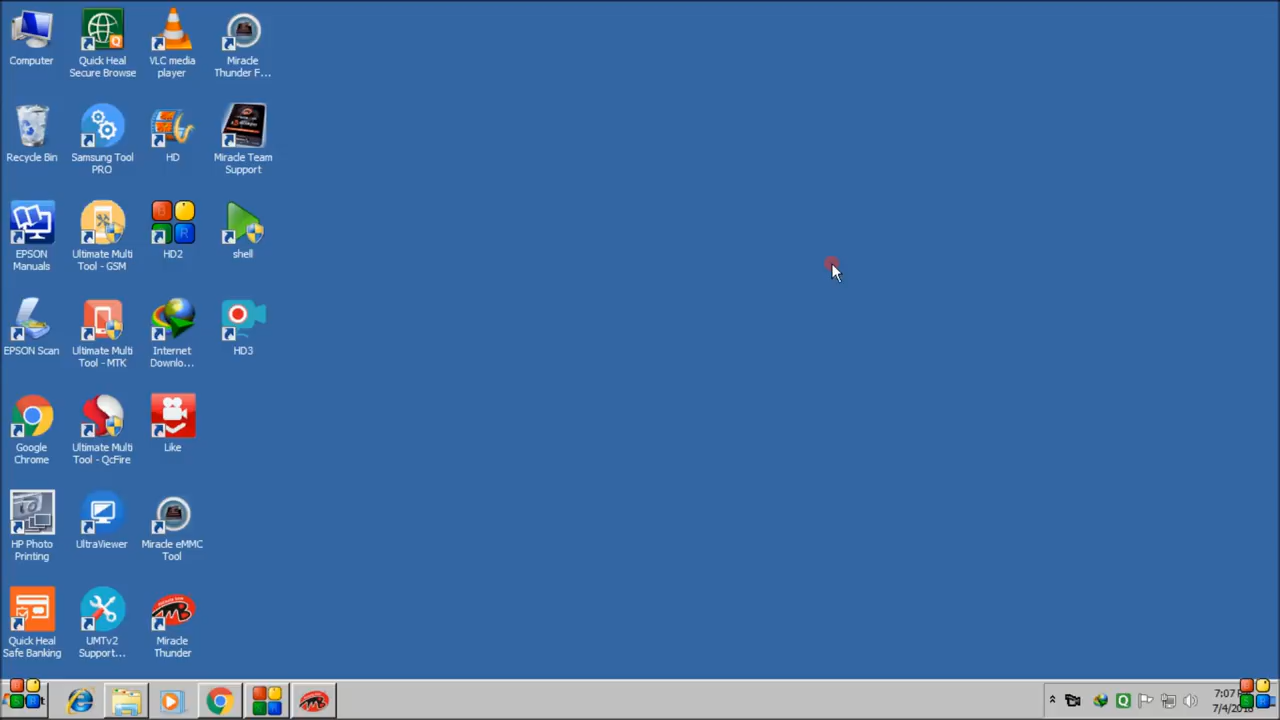 Computer
Quick Heal
Secure Browse
VLC media
player
Miracle
Thunder F...
Recycle Bin
Samsung Tool
PRO
HD
Miracle Team
Support
EPSON
Manuals
Ultimate Multi
Tool - GSM
HD2
shell
EPSON Scan
Ultimate Multi
Tool - MTK
Internet
Downlo...
HD3
Google
Chrome
Ultimate Multi
Tool - QcFire
Like
HP Photo
Printing
UltraViewer
Miracle eMMC
Tool
Quick Heal
Safe Banking
UMTv2
Support...
Miracle
Thunder
7:07